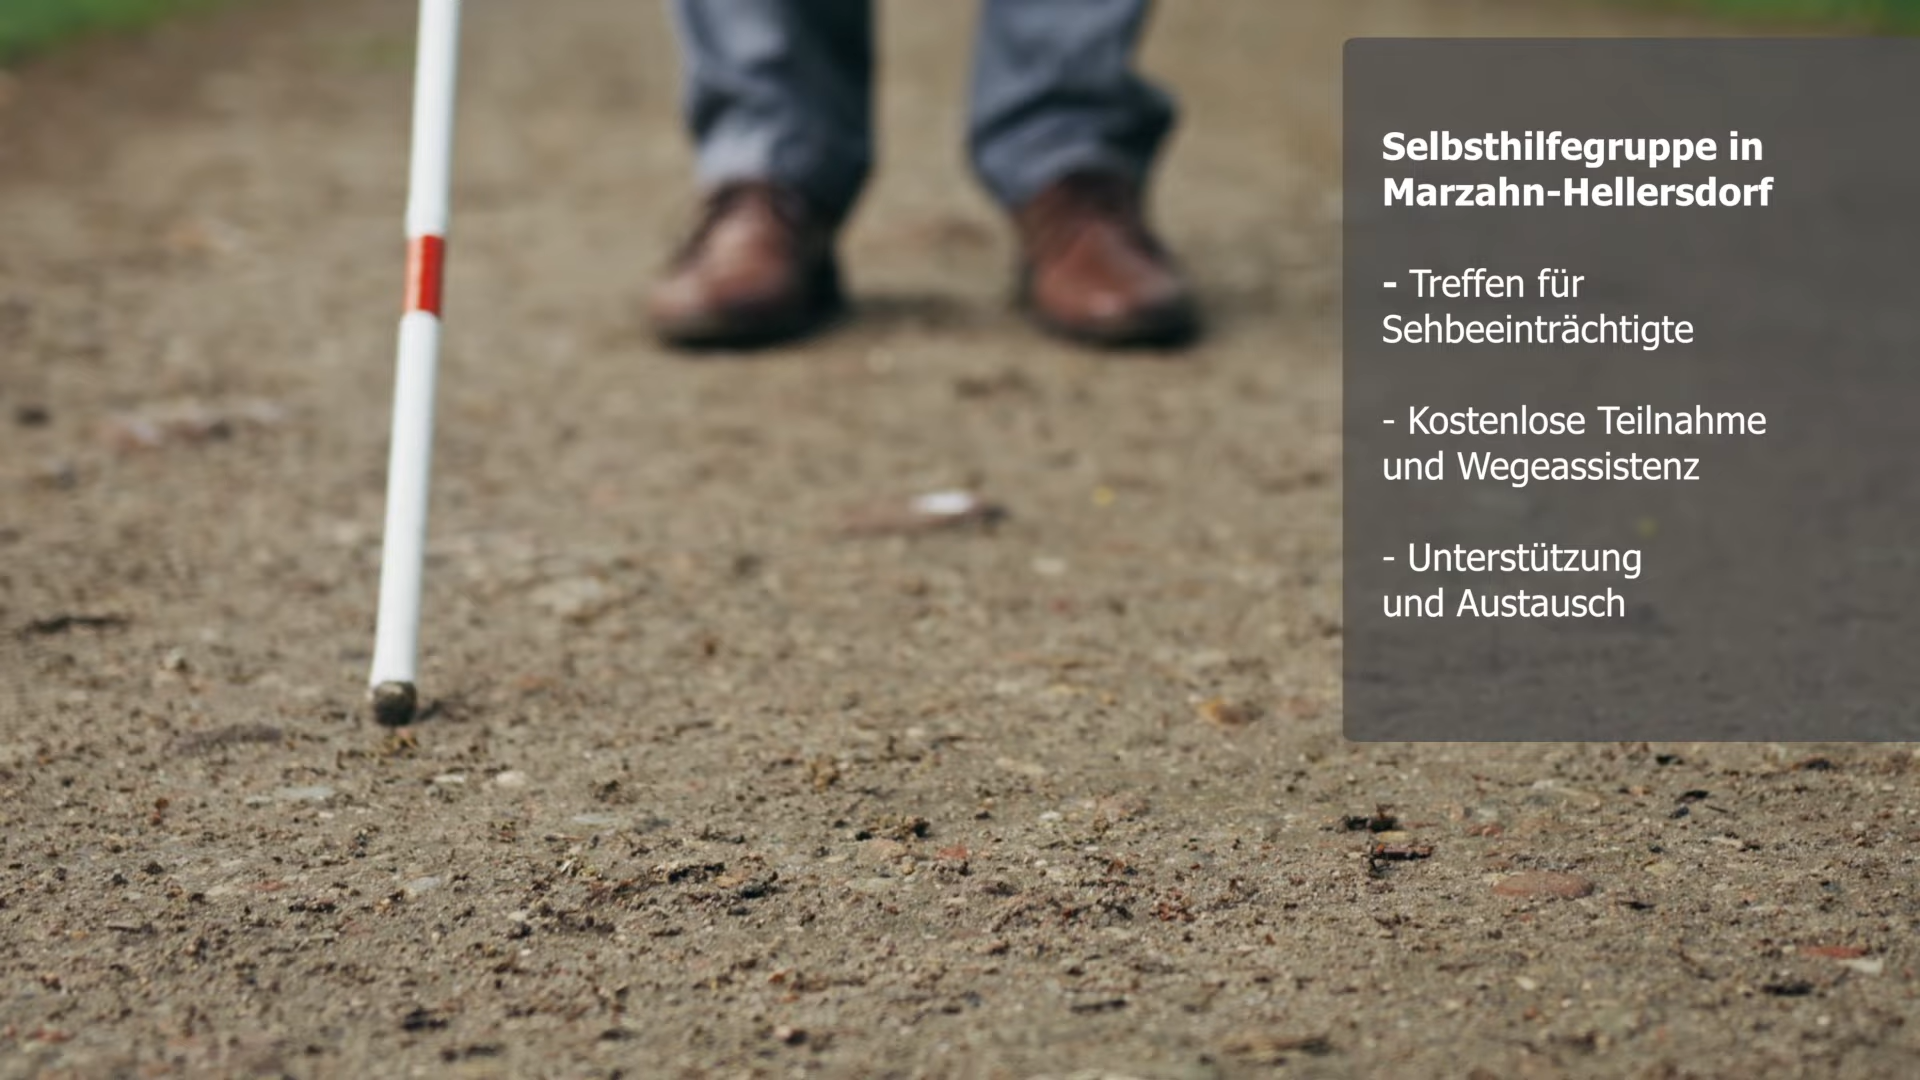 Selbsthilfegruppe in
Marzahn-Hellersdorf
- Treffen für
Sehbeeinträchtigte
- Kostenlose Teilnahme
und Wegeassistenz
- Unterstützung
und Austausch